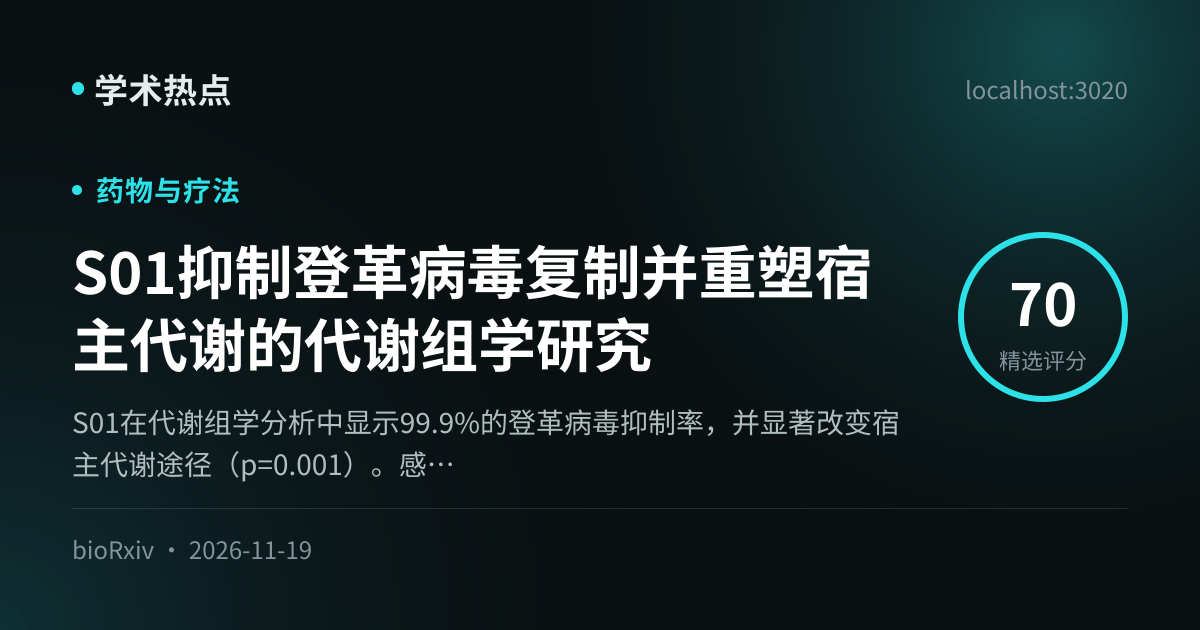 学术热点
localhost:3020
药物与疗法
S01抑制登革病毒复制并重塑宿
主代谢的代谢组学研究
70
精选评分
S01在代谢组学分析中显示99.9%的登革病毒抑制率，并显著改变宿
主代谢途径（p=0.001）。感…
bioRxiv · 2026-11-19